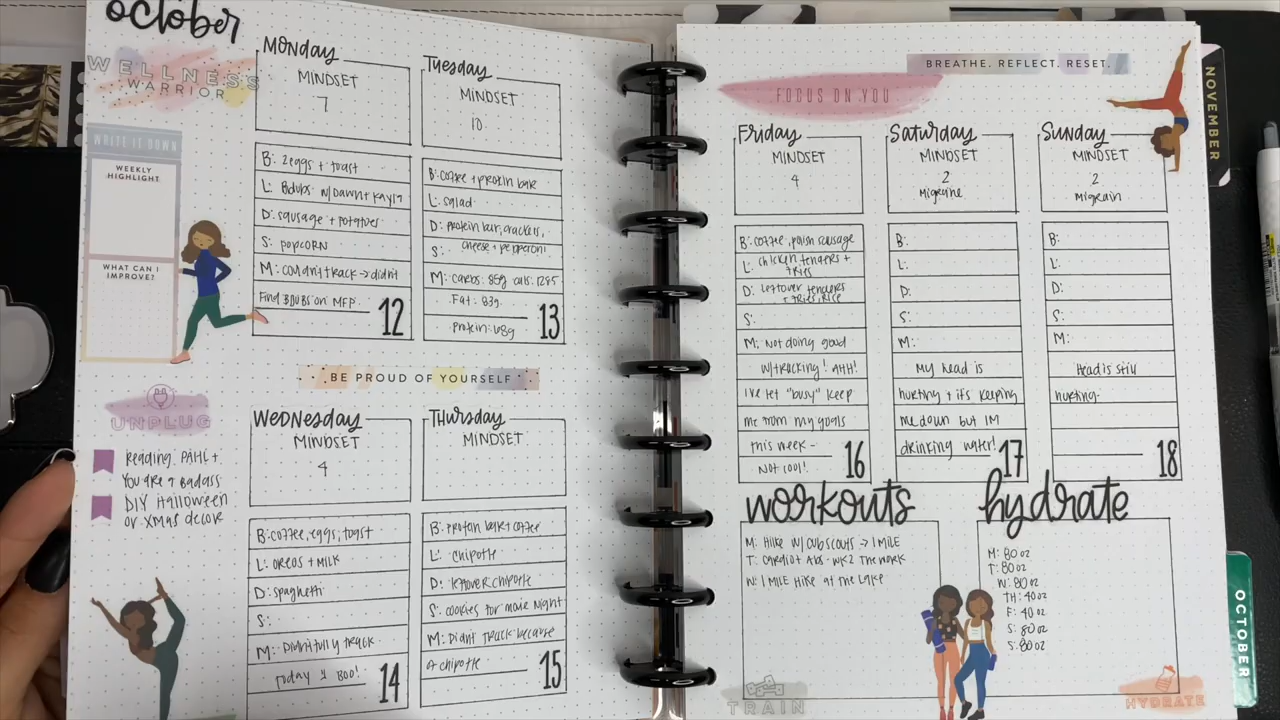 october
WELLNESS
WARRIOR
WRITE IT DOWN
WEEKLY
HIGHLIGHT
WHAT CAN I
IMPROVE?
UNPLUG
Reading PAHL +
You are a Badass
DIY Halloween
or XMas decore
Monday
MINDSET
7
B: 2 eggs + toast
L: Bdubs w/ Dawn + Kayla
D: sausage + potatoes
S: popcorn
M: couldn't track → didn't
Find BDUBS on MFP
12
Tuesday
MINDSET
10
B: coffee + protein bar
L: salad
D: Protein bar, crackers,
S: cheese + pepperoni
M: carbs: 85g cals: 1285
Fat: 83g
protein: 68g
13
BE PROUD OF YOURSELF
Wednesday
MINDSET
4
B: coffee, eggs, toast
L: oreos + MILK
D: spaghetti
S:
M: Didn't fully track
Today & BOO!
14
Thursday
MINDSET
B: Protein bar + coffee
L: chipotle
D: leftover chipotle
S: cookies for movie Night
M: Didnt track because
of chipotle
15
BREATHE. REFLECT. RESET.
FOCUS ON YOU
Friday
MINDSET
4
B: coffee, polish sausage
L: chicken tenders +
fries
D: leftover tenders
+ fries, rice
S:
M: Not doing good
w/ tracking! AHH!
I've let "busy" keep
me from my goals
this week -
Not cool!
16
Saturday
MINDSET
2
Migraine
B:
L:
D:
S:
M:
My head is
hurting + it's keeping
me down but IM
drinking water!
17
Sunday
MINDSET
2
Migrain
B:
L:
D:
S:
M:
Head is still
hurting.
18
workouts
M: Hike w/ cubscouts → 1 MILE
T: Cardio + Abs - WK2 The Work
W: 1 MILE Hike at the Lake
TRAIN
hydrate
M: 80 oz
T: 80 oz
W: 80 oz
TH: 40 oz
F: 40 oz
S: 80 oz
S: 80 oz
HYDRATE
NOVEMBER
OCTOBER